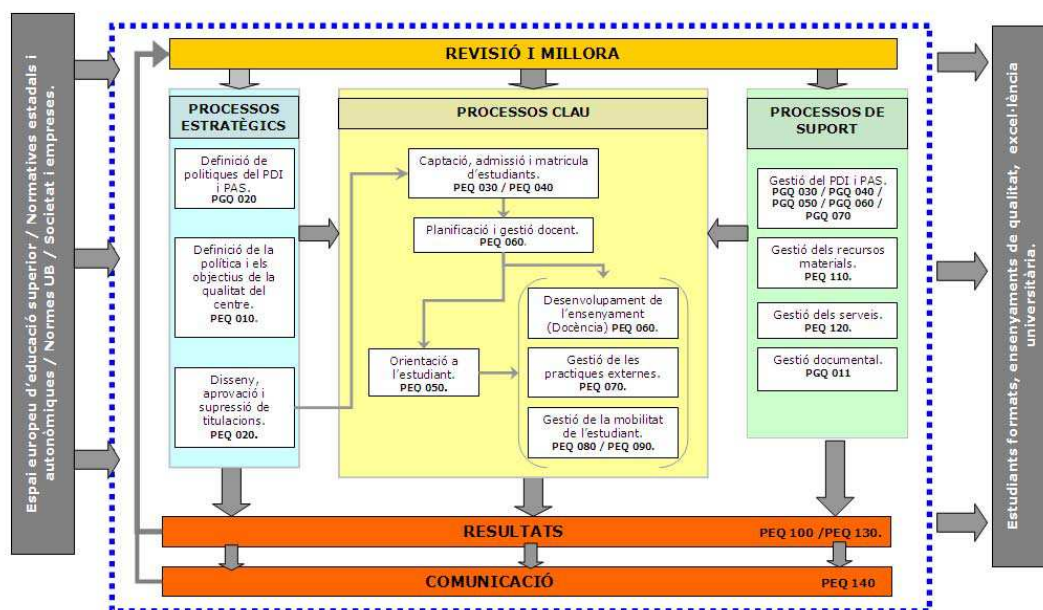 Espai europeu d'educació superior / Normatives estadals i
autonòmiques / Normes UB / Societat i empreses.
REVISIÓ I MILLORA
PROCESSOS
ESTRATÈGICS
Definició de
politiques del PDI
i PAS.
PGQ 020
Definició de la
política i els
objectius de la
qualitat del
centre.
PEQ 010.
Disseny,
aprovació i
supressió de
titulacions.
PEQ 020.
PROCESSOS CLAU
Captació, admissió i matricula
d'estudiants.
PEQ 030 / PEQ 040
Planificació i gestió docent.
PEQ 060.
Desenvolupament de
l'ensenyament
(Docència) PEQ 060.
Orientació a
l'estudiant.
PEQ 050.
Gestió de les
practiques externes.
PEQ 070.
Gestió de la mobilitat
de l'estudiant.
PEQ 080 / PEQ 090.
PROCESSOS DE
SUPORT
Gestió del PDI i PAS.
PGQ 030 / PGQ 040 /
PGQ 050 / PGQ 060 /
PGQ 070
Gestió dels recursos
materials.
PEQ 110.
Gestió dels serveis.
PEQ 120.
Gestió documental.
PGQ 011
RESULTATS PEQ 100 /PEQ 130.
COMUNICACIÓ PEQ 140
Estudiants formats, ensenyaments de qualitat, excel·lència
universitària.